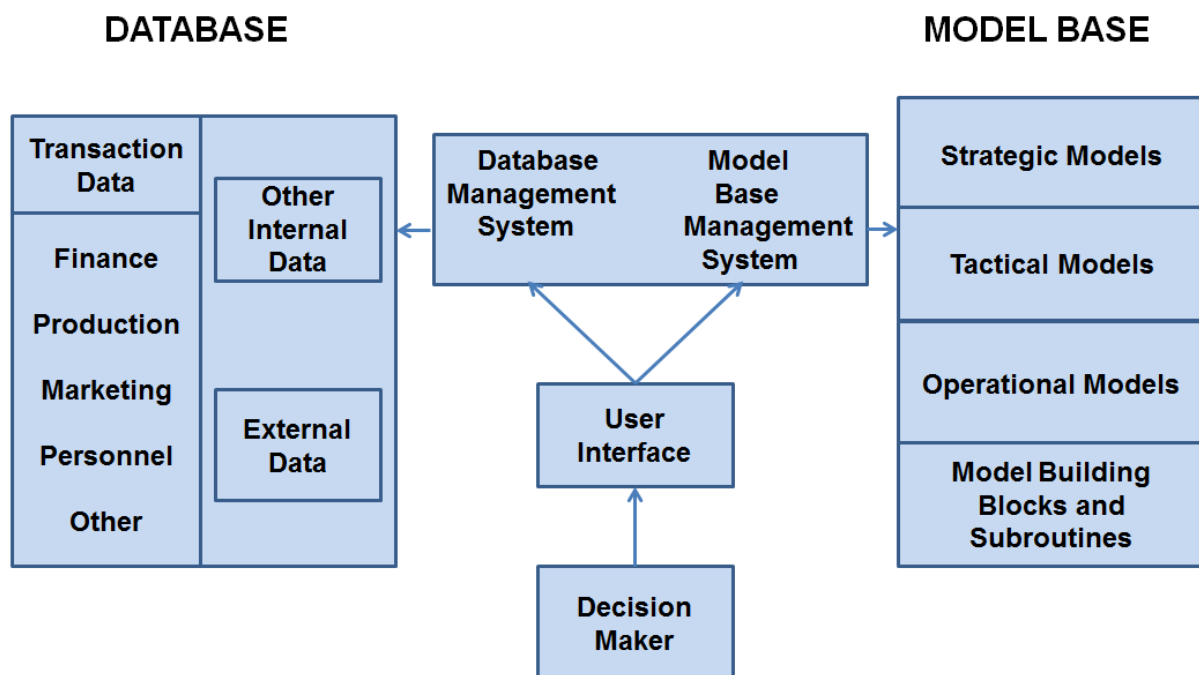 DATABASE
MODEL BASE
Transaction
Data
Finance
Production
Marketing
Personnel
Other
Other
Internal
Data
External
Data
Database
Management
System
Model
Base
Management
System
User
Interface
Decision
Maker
Strategic Models
Tactical Models
Operational Models
Model Building
Blocks and
Subroutines